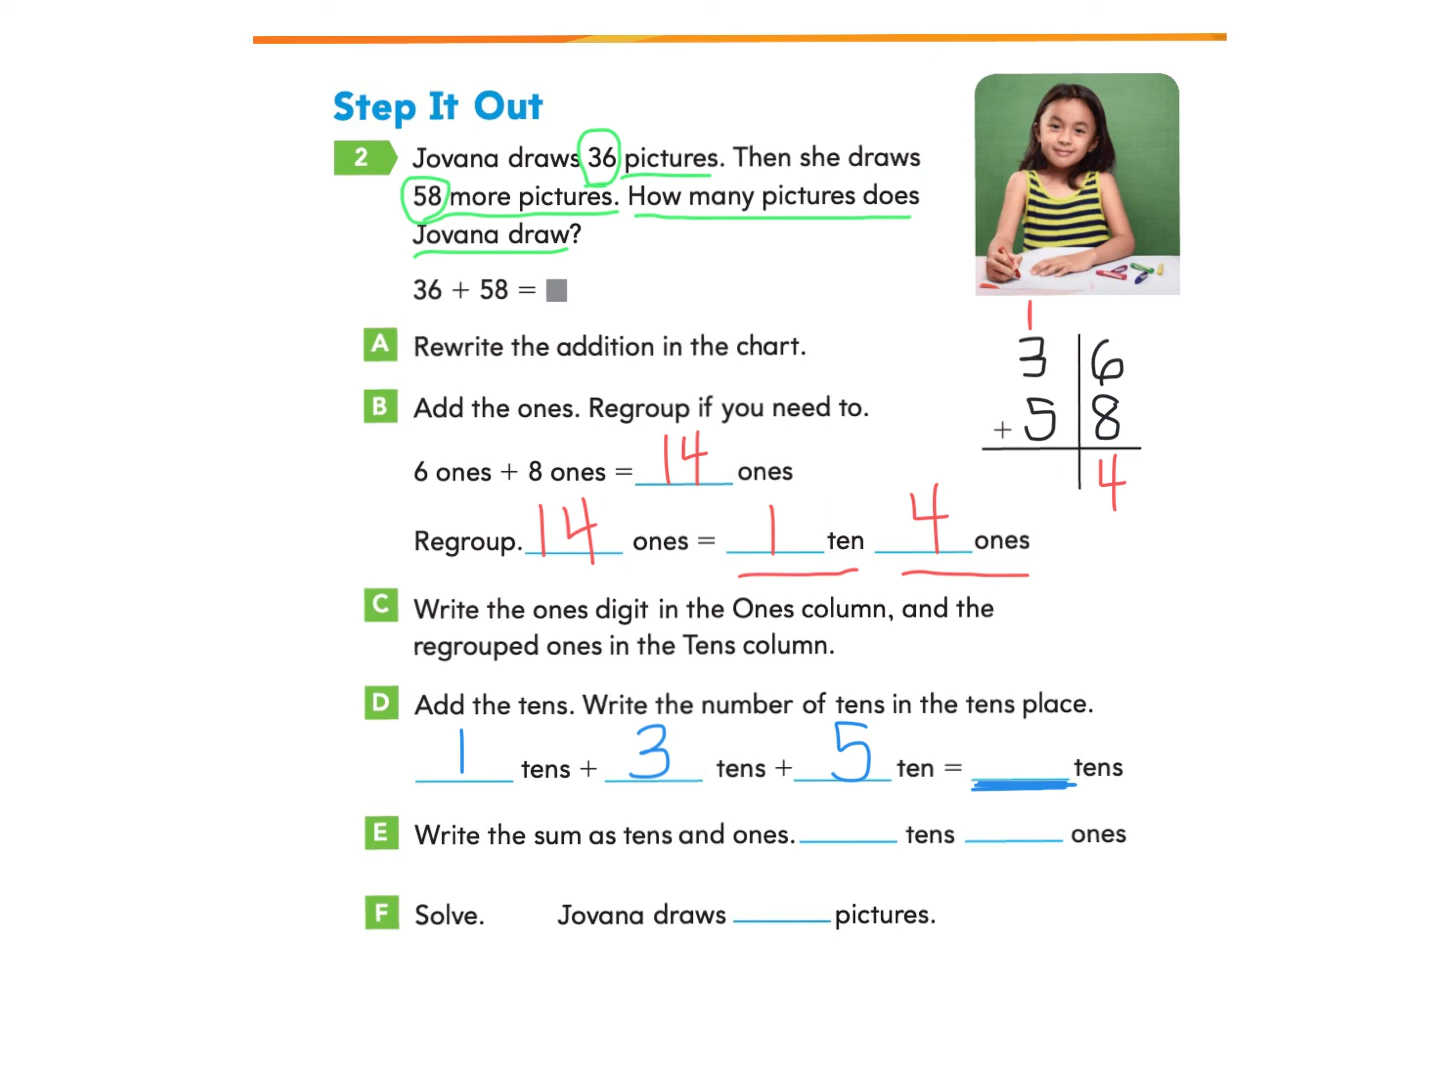 Step It Out
2 Jovana draws 36 pictures. Then she draws
58 more pictures. How many pictures does
Jovana draw?
36 + 58 =
1
3 6
+ 5 8
4
A Rewrite the addition in the chart.
B Add the ones. Regroup if you need to.
6 ones + 8 ones = 14 ones
Regroup. 14 ones = 1 ten 4 ones
C Write the ones digit in the Ones column, and the
regrouped ones in the Tens column.
D Add the tens. Write the number of tens in the tens place.
1 tens + 3 tens + 5 ten = ____ tens
E Write the sum as tens and ones. ____ tens ____ ones
F Solve. Jovana draws ____ pictures.